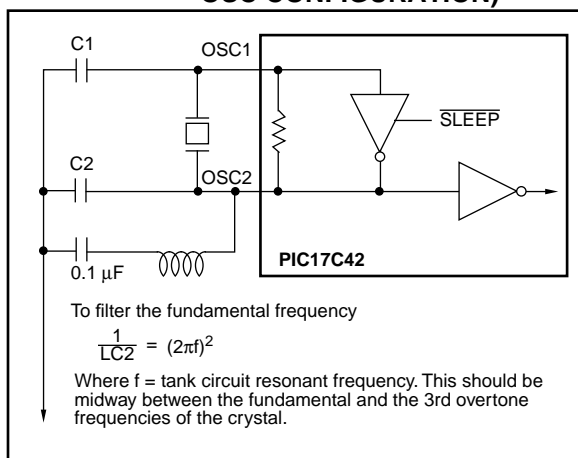 OSC CONFIGURATION)
C1
OSC1
SLEEP
C2
OSC2
0.1 µF
PIC17C42
To filter the fundamental frequency
1/LC2 = (2πf)²
Where f = tank circuit resonant frequency. This should be
midway between the fundamental and the 3rd overtone
frequencies of the crystal.